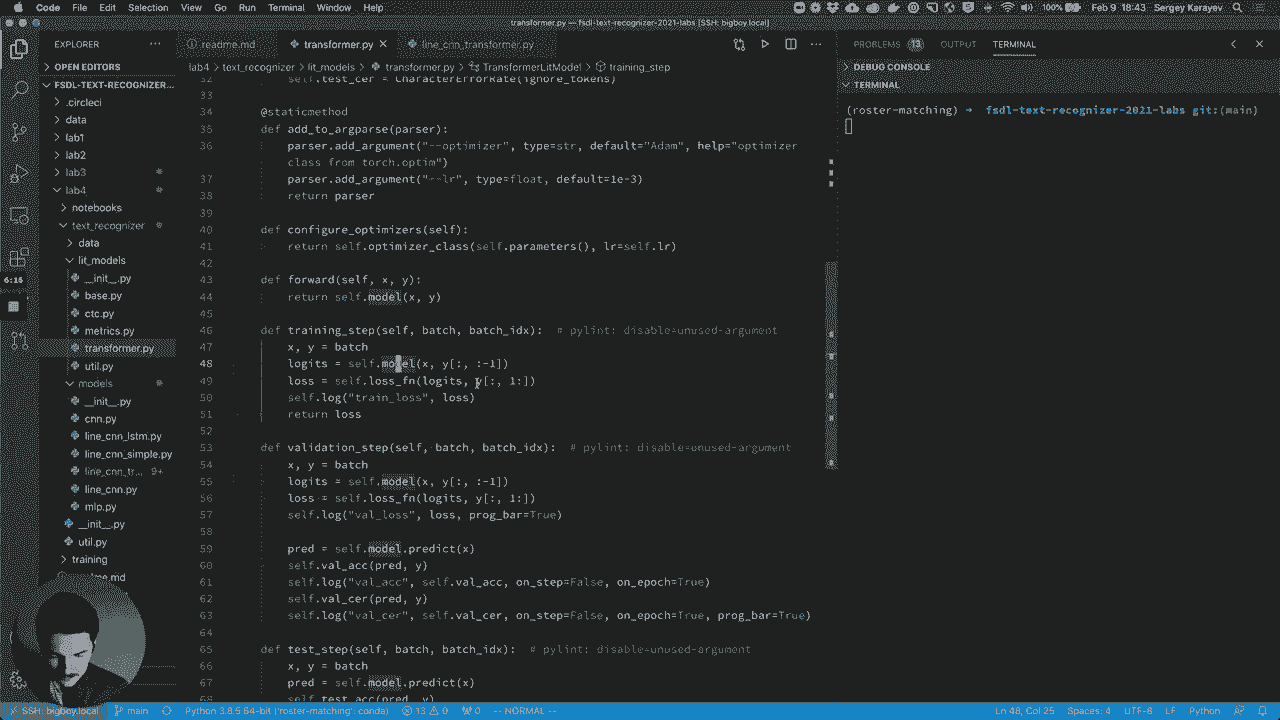 Code File Edit Selection View Go Run Terminal Window Help
100% Feb 9 18:43 Sergey Karayev
transformer.py — fsdl-text-recognizer-2021-labs [SSH: bigboy.local]
EXPLORER
readme.md
transformer.py
line_cnn_transformer.py
PROBLEMS 13 OUTPUT TERMINAL
OPEN EDITORS
FSDL-TEXT-RECOGNIZER...
.circleci
data
lab1
lab2
lab3
lab4
notebooks
text_recognizer
data
lit_models
__init__.py
base.py
ctc.py
metrics.py
transformer.py
util.py
models
__init__.py
cnn.py
line_cnn_lstm.py
line_cnn_simple.py
line_cnn_tr... 9+
line_cnn.py
mlp.py
__init__.py
util.py
training
readme.md
6:15
lab4 > text_recognizer > lit_models > transformer.py > TransformerLitModel > training_step
32 self.test_cer = CharacterErrorRate(ignore_tokens)
33
34 @staticmethod
35 def add_to_argparse(parser):
36 parser.add_argument("--optimizer", type=str, default="Adam", help="optimizer
class from torch.optim")
37 parser.add_argument("--lr", type=float, default=1e-3)
38 return parser
39
40 def configure_optimizers(self):
41 return self.optimizer_class(self.parameters(), lr=self.lr)
42
43 def forward(self, x, y):
44 return self.model(x, y)
45
46 def training_step(self, batch, batch_idx): # pylint: disable=unused-argument
47 x, y = batch
48 logits = self.model(x, y[:, :-1])
49 loss = self.loss_fn(logits, y[:, 1:])
50 self.log("train_loss", loss)
51 return loss
52
53 def validation_step(self, batch, batch_idx): # pylint: disable=unused-argument
54 x, y = batch
55 logits = self.model(x, y[:, :-1])
56 loss = self.loss_fn(logits, y[:, 1:])
57 self.log("val_loss", loss, prog_bar=True)
58
59 pred = self.model.predict(x)
60 self.val_acc(pred, y)
61 self.log("val_acc", self.val_acc, on_step=False, on_epoch=True)
62 self.val_cer(pred, y)
63 self.log("val_cer", self.val_cer, on_step=False, on_epoch=True, prog_bar=True)
64
65 def test_step(self, batch, batch_idx): # pylint: disable=unused-argument
66 x, y = batch
67 pred = self.model.predict(x)
68 self.test_acc(pred, y)
DEBUG CONSOLE
TERMINAL
(roster-matching) → fsdl-text-recognizer-2021-labs git:(main)
SSH: bigboy.local main Python 3.8.5 64-bit ('roster-matching': conda) 13 0 0 -- NORMAL -- Ln 48, Col 25 Spaces: 4 UTF-8 LF Python